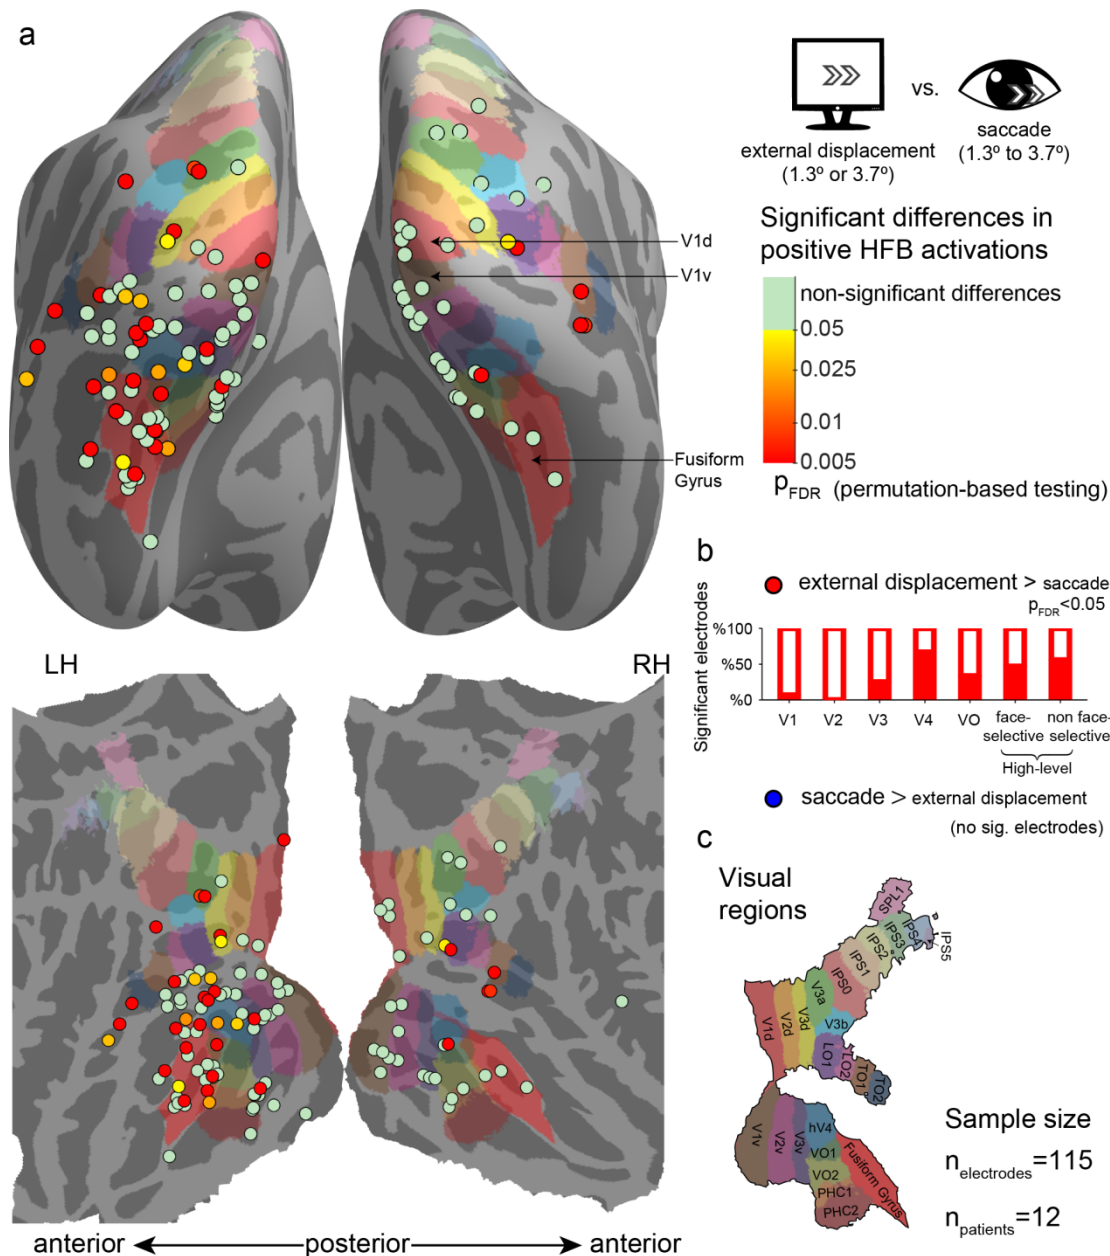 a
vs.
external displacement
(1.3º or 3.7º)
saccade
(1.3º to 3.7º)
Significant differences in
positive HFB activations
non-significant differences
0.05
0.025
0.01
0.005
pFDR (permutation-based testing)
V1d
V1v
Fusiform
Gyrus
b
external displacement > saccade
pFDR<0.05
Significant electrodes
%100
%50
%0
V1
V2
V3
V4
VO
face-
selective
non face-
selective
High-level
saccade > external displacement
(no sig. electrodes)
LH
RH
c
Visual
regions
SPL1
IPS5
IPS4
IPS3
IPS2
IPS1
IPS0
V3a
V3b
V1d
V2d
V3d
LO1
LO2
TO1
TO2
V1v
V2v
V3v
hV4
VO1
VO2
PHC1
PHC2
Fusiform Gyrus
Sample size
nelectrodes=115
npatients=12
anterior
posterior
anterior